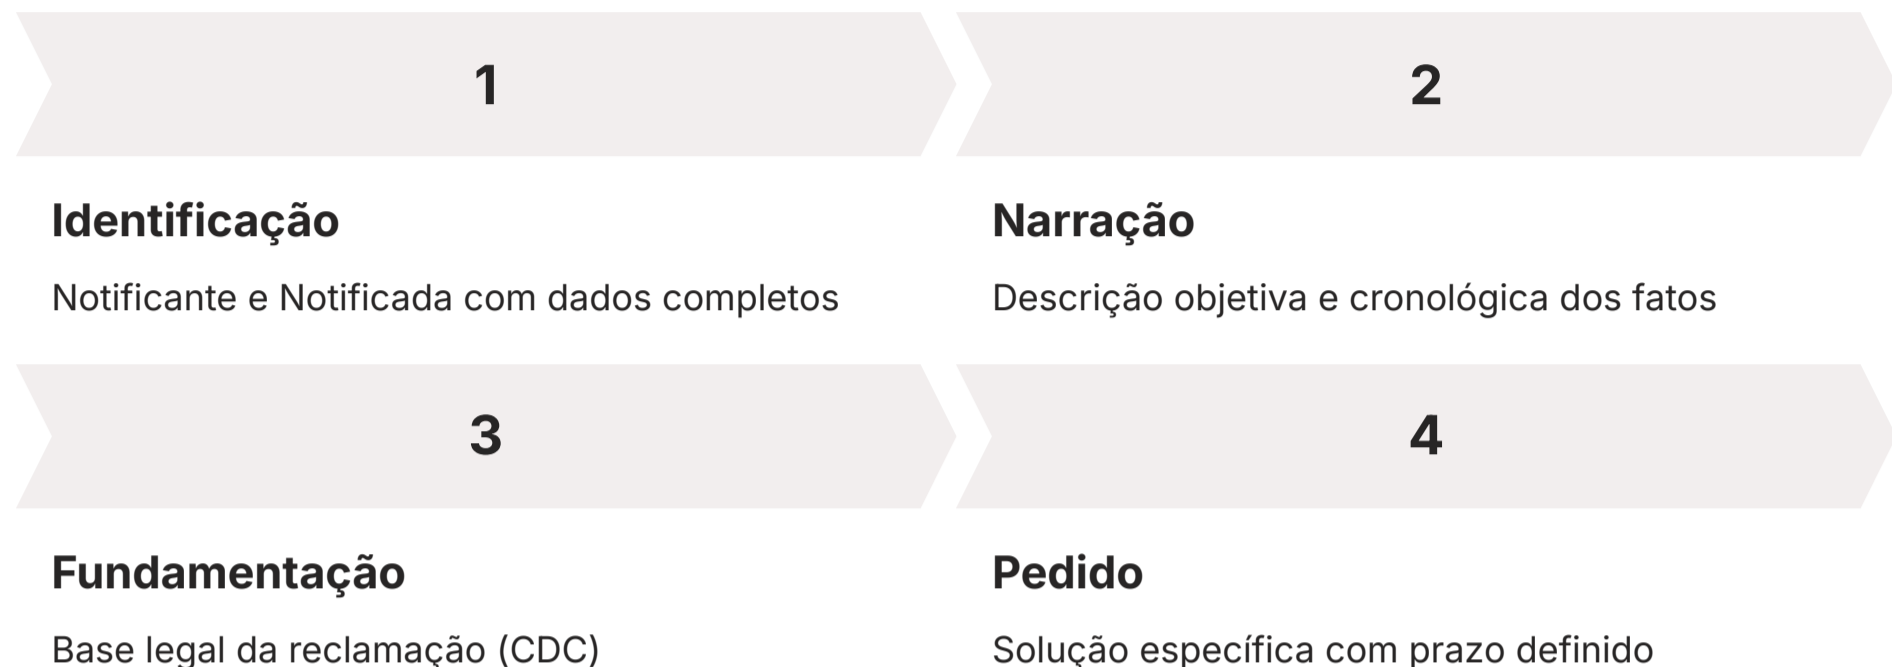 1
2
Identificação
Notificante e Notificada com dados completos
Narração
Descrição objetiva e cronológica dos fatos
3
4
Fundamentação
Base legal da reclamação (CDC)
Pedido
Solução específica com prazo definido